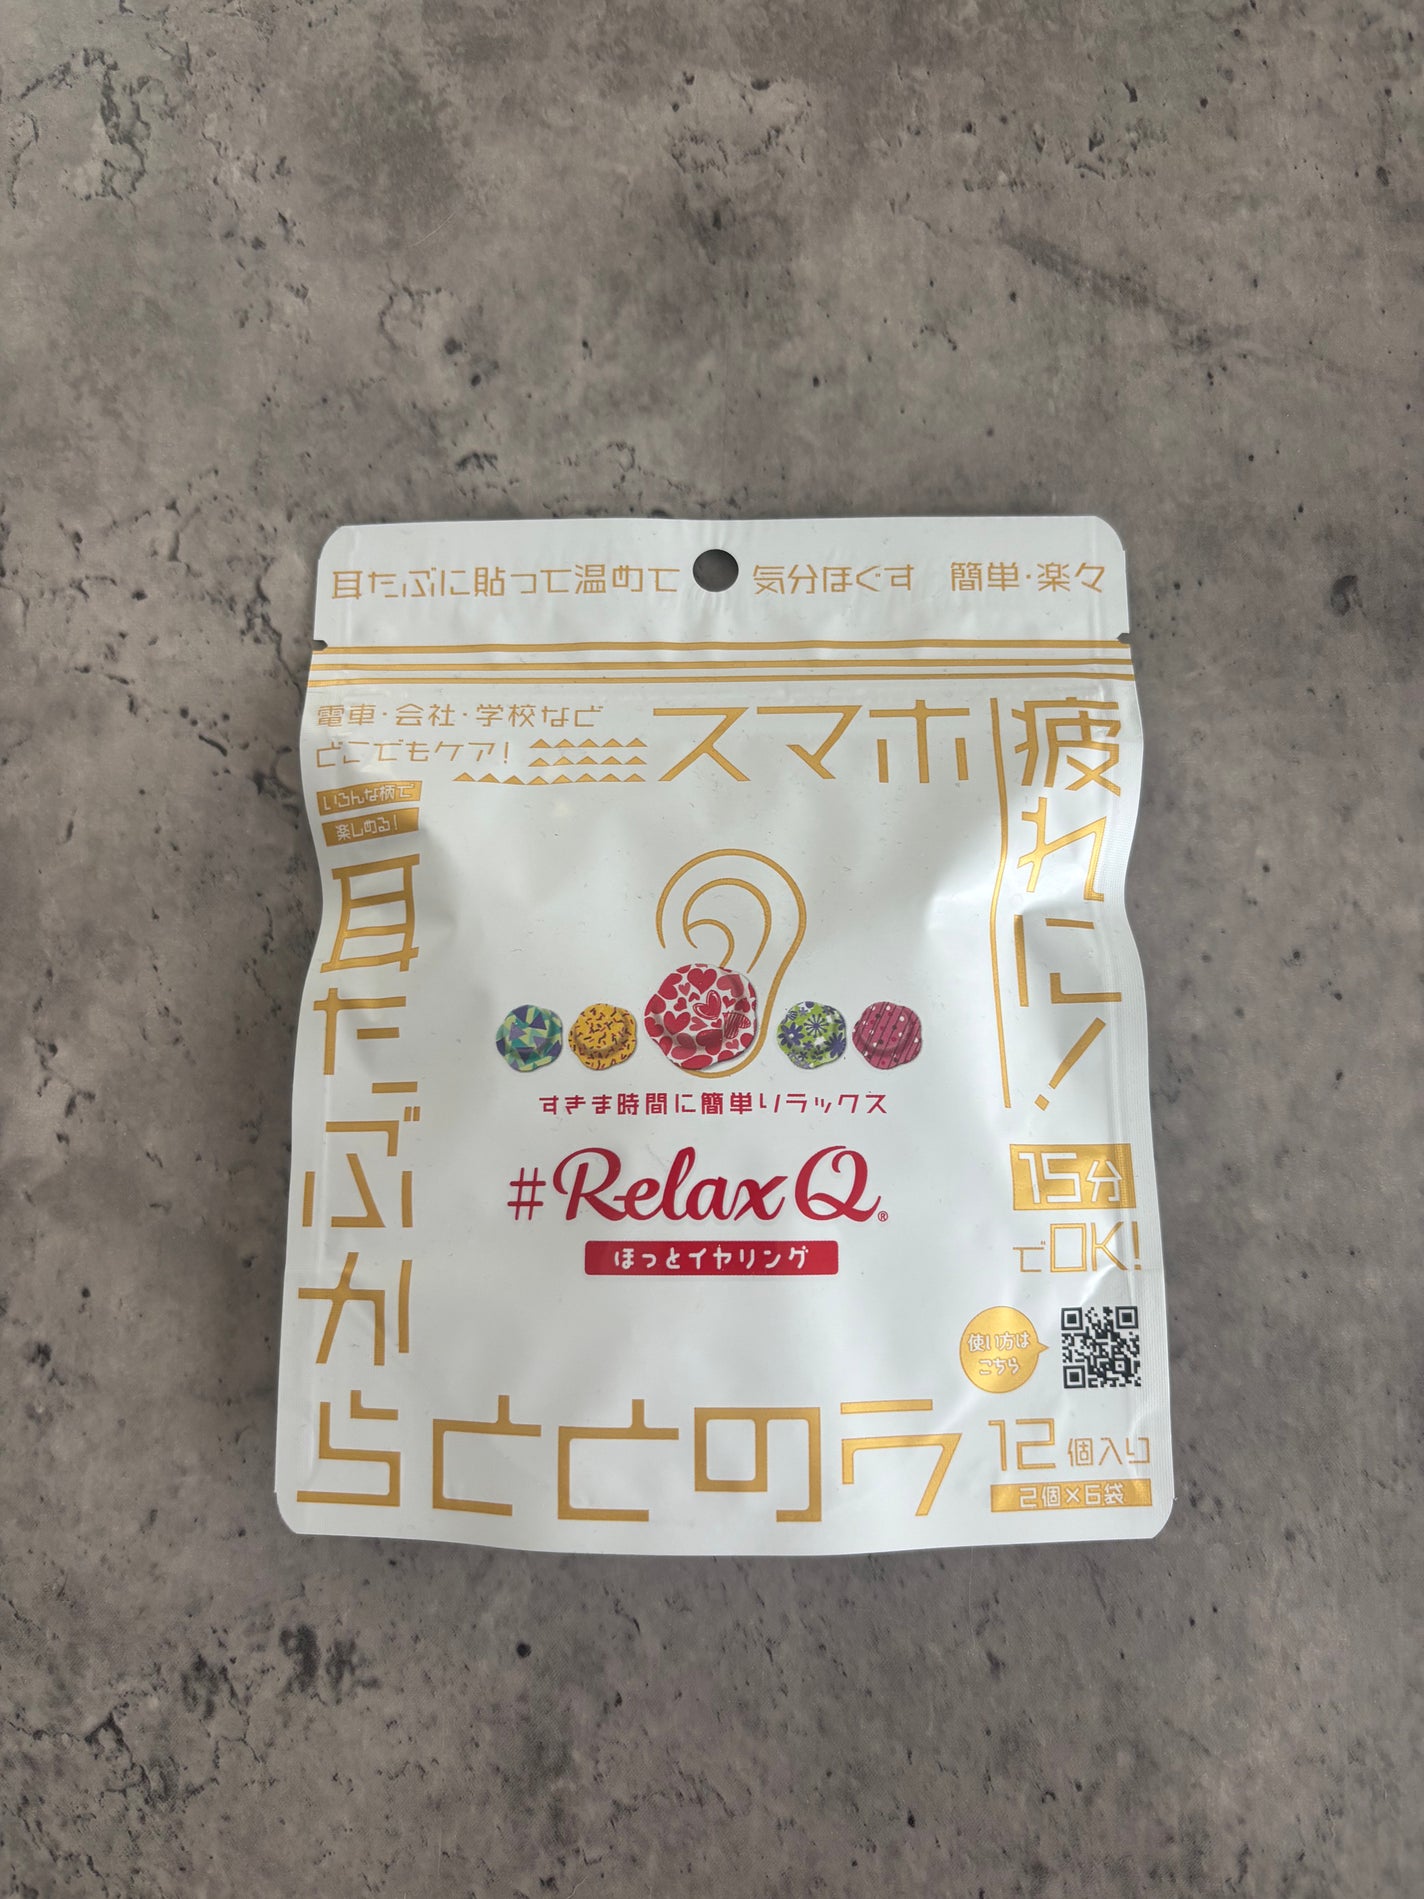 耳たぶに貼って温めて 気分ほぐす 簡単・楽々
電車・会社・学校など
どこでもケア!
スマホ疲れに!
いろんな柄で
楽しめる!
耳たぶからととのう
すきま時間に簡単リラックス
#RelaxQ®
ほっとイヤリング
15分
でOK!
使い方は
こちら
12個入り
2個×6袋